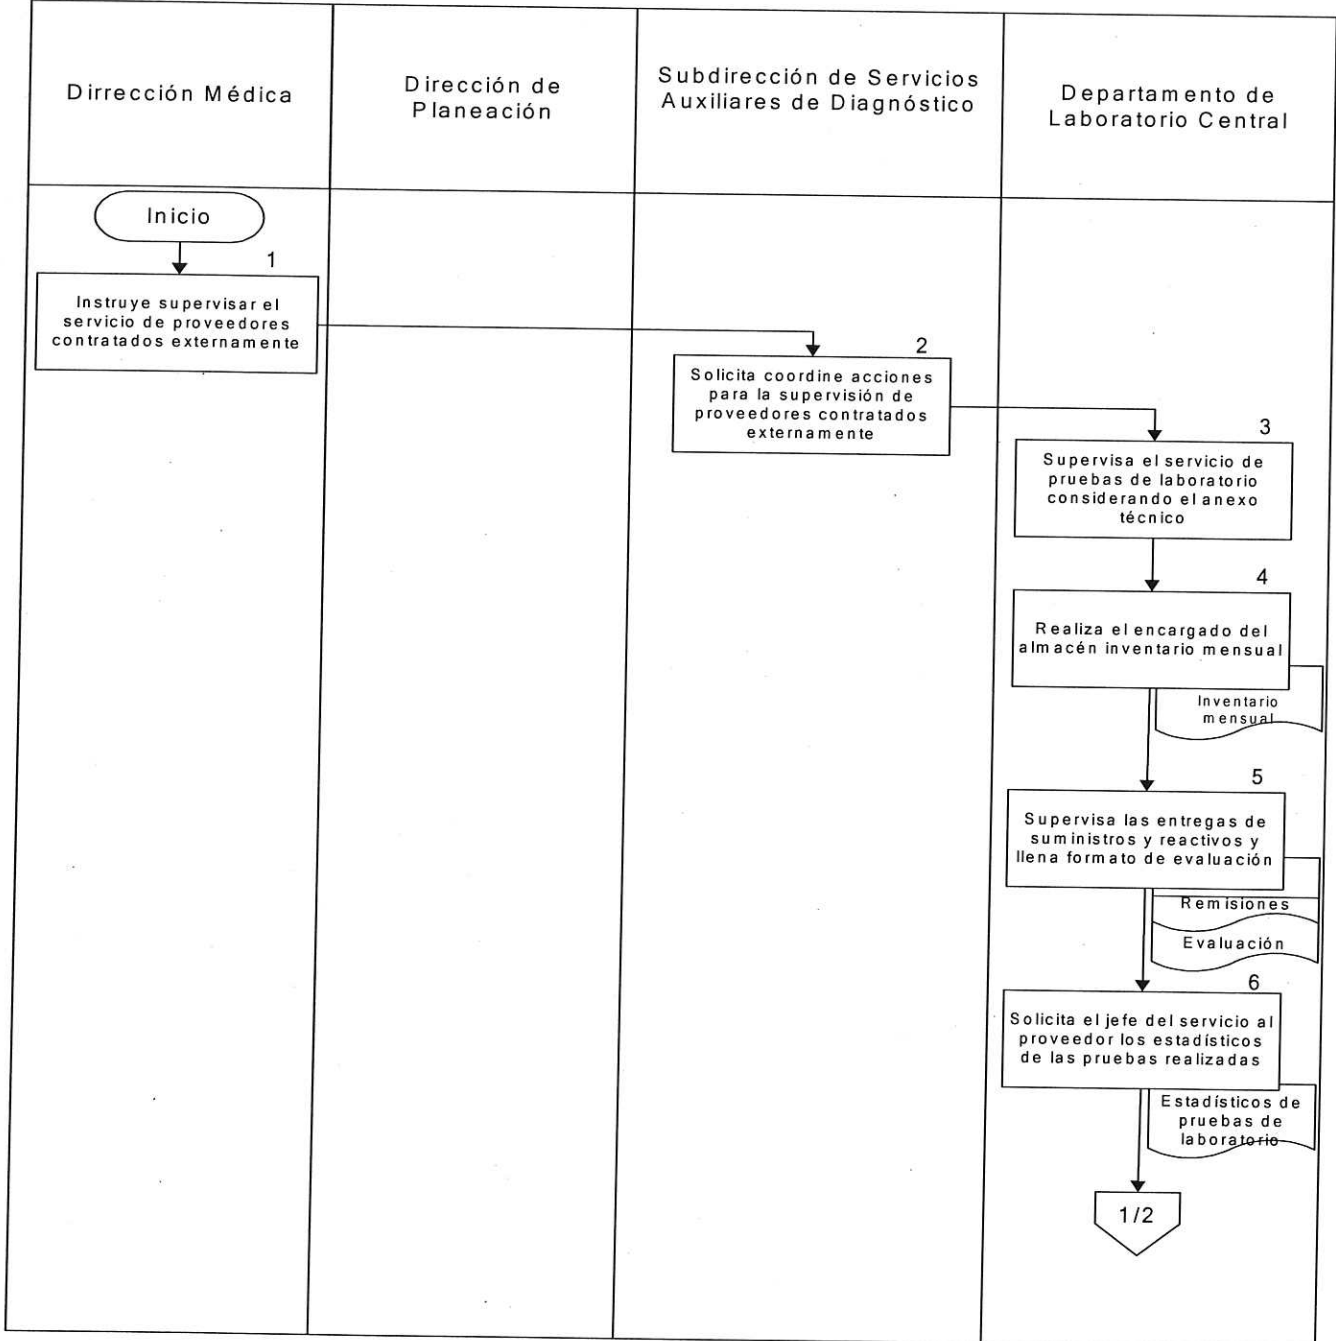 Dirrección Médica
Dirección de
Planeación
Subdirección de Servicios
Auxiliares de Diagnóstico
Departamento de
Laboratorio Central
Inicio
1
Instruye supervisar el
servicio de proveedores
contratados externamente
2
Solicita coordine acciones
para la supervisión de
proveedores contratados
externamente
3
Supervisa el servicio de
pruebas de laboratorio
considerando el anexo
técnico
4
Realiza el encargado del
almacén inventario mensual
Inventario
mensual
5
Supervisa las entregas de
suministros y reactivos y
llena formato de evaluación
Remisiones
Evaluación
6
Solicita el jefe del servicio al
proveedor los estadísticos
de las pruebas realizadas
Estadísticos de
pruebas de
laboratorio
1/2